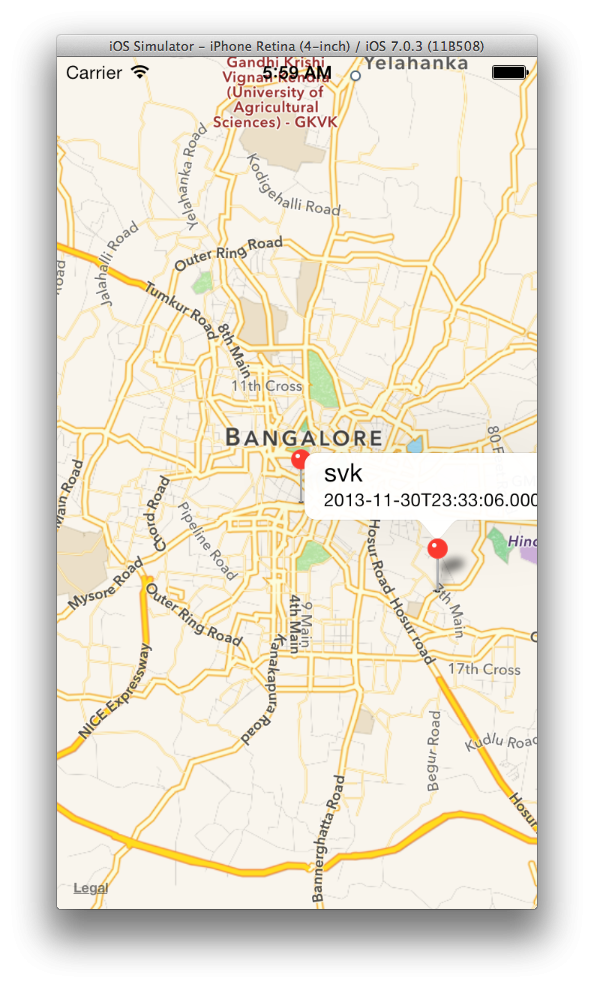 iOS Simulator - iPhone Retina (4-inch) / iOS 7.0.3 (11B508)
Carrier
5:59 AM
Gandhi Krishi
Vignan Kendra
(University of
Agricultural
Sciences) - GKVK
Yelahanka
Yelahanka Road
Kodigehalli Road
Jalahalli Road
Road
Outer Ring Road
Tumkur Road
8th Main
11th Cross
BANGALORE
80 F
svk
2013-11-30T23:33:06.000
Main Road
Chord Road
Pipeline Road
Hosur Road
Hosur road
Hind
Mysore Road
Outer Ring Road
4th Main
9 Main
7th Main
17th Cross
Kanakapura Road
NICE Expressway
Begur Road
Kudlu Road
Hosur
Bannerghatta Road
Legal